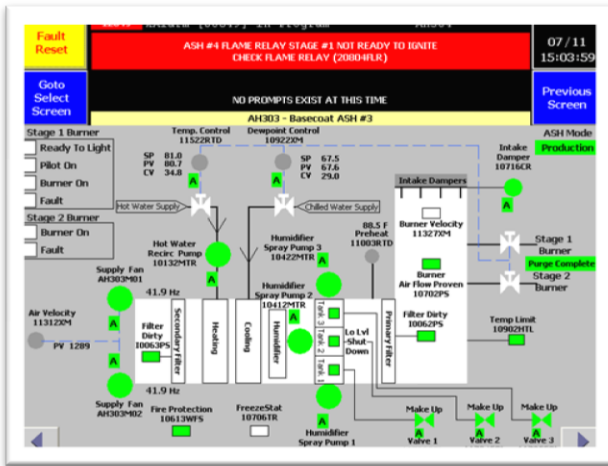 Fault
Reset
ASH #4 FLAME RELAY STAGE #1 NOT READY TO IGNITE
CHECK FLAME RELAY (20804FLR)
07/11
15:03:59
Goto
Select
Screen
NO PROMPTS EXIST AT THIS TIME
Previous
Screen
AH303 - Basecoat ASH #3
Stage 1 Burner
Ready To Light
Pilot On
Burner On
Fault
Stage 2 Burner
Burner On
Fault
Temp. Control
11522RTD
SP 81.0
PV 80.7
CV 34.8
A
Dewpoint Control
10922XM
SP 67.5
PV 67.6
CV 29.0
A
ASH Mode
Production
Intake
Damper
10716CR
A
Intake Dampers
Hot Water Supply
Chilled Water Supply
Burner Velocity
11327XM
88.5 F
Preheat
11003RTD
Stage 1
Burner
Purge Complete
Stage 2
Burner
Hot Water
Recirc Pump
10132MTR
A
Humidifier
Spray Pump 3
10422MTR
A
Burner
Air Flow Proven
10702PS
Supply Fan
AH303M01
A
41.9 Hz
Humidifier
Spray Pump 2
10412MTR
A
Air Velocity
11312XM
PV 1289
Filter
Dirty
10063PS
Secondary Filter
Heating
Cooling
Humidifier
Tank 3
Tank 2
Tank 1
Lo Lvl
Shut
Down
Primary Filter
Filter Dirty
10062PS
Temp Limit
10902HTL
A
41.9 Hz
Supply Fan
AH303M02
Fire Protection
10613WFS
FreezeStat
10706TR
A
Humidifier
Spray Pump 1
Make Up
A
Valve 1
Make Up
A
Valve 2
Make Up
A
Valve 3